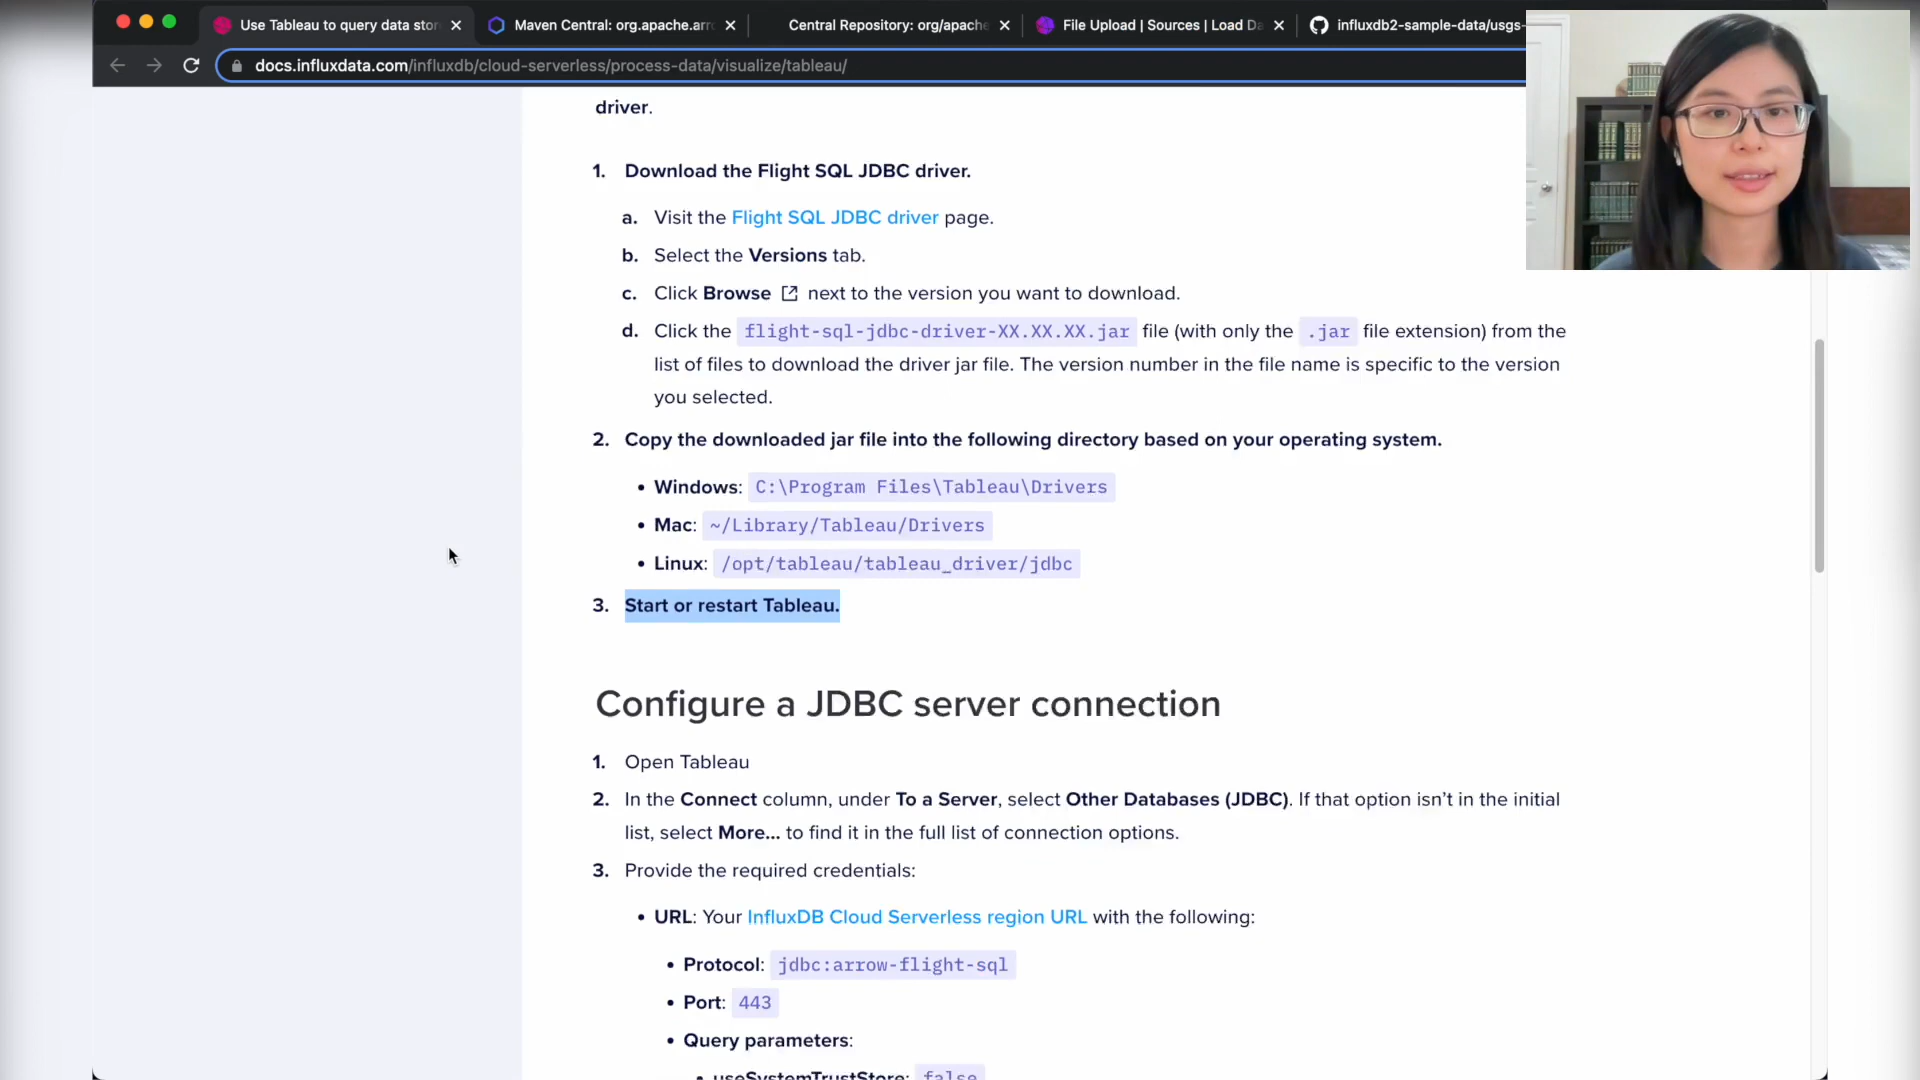 Use Tableau to query data stor
Maven Central: org.apache.arr
Central Repository: org/apache
File Upload | Sources | Load Da
influxdb2-sample-data/usgs-
docs.influxdata.com/influxdb/cloud-serverless/process-data/visualize/tableau/
driver.
1. Download the Flight SQL JDBC driver.
a. Visit the Flight SQL JDBC driver page.
b. Select the Versions tab.
c. Click Browse next to the version you want to download.
d. Click the flight-sql-jdbc-driver-XX.XX.XX.jar file (with only the .jar file extension) from the
list of files to download the driver jar file. The version number in the file name is specific to the version
you selected.
2. Copy the downloaded jar file into the following directory based on your operating system.
• Windows: C:\Program Files\Tableau\Drivers
• Mac: ~/Library/Tableau/Drivers
• Linux: /opt/tableau/tableau_driver/jdbc
3. Start or restart Tableau.
Configure a JDBC server connection
1. Open Tableau
2. In the Connect column, under To a Server, select Other Databases (JDBC). If that option isn't in the initial
list, select More... to find it in the full list of connection options.
3. Provide the required credentials:
• URL: Your InfluxDB Cloud Serverless region URL with the following:
• Protocol: jdbc:arrow-flight-sql
• Port: 443
• Query parameters:
• useSystemTrustStore: false